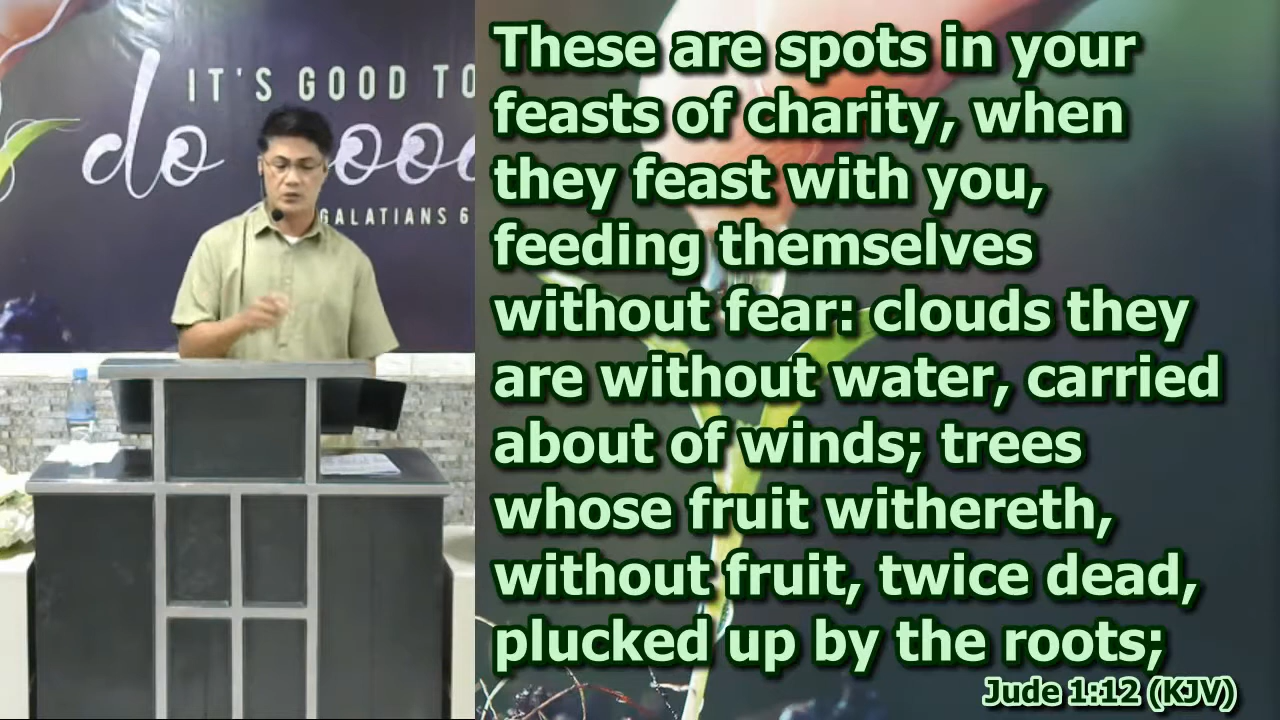 IT'S GOOD TO
do good
GALATIANS 6
These are spots in your
feasts of charity, when
they feast with you,
feeding themselves
without fear: clouds they
are without water, carried
about of winds; trees
whose fruit withereth,
without fruit, twice dead,
plucked up by the roots;
Jude 1:12 (KJV)